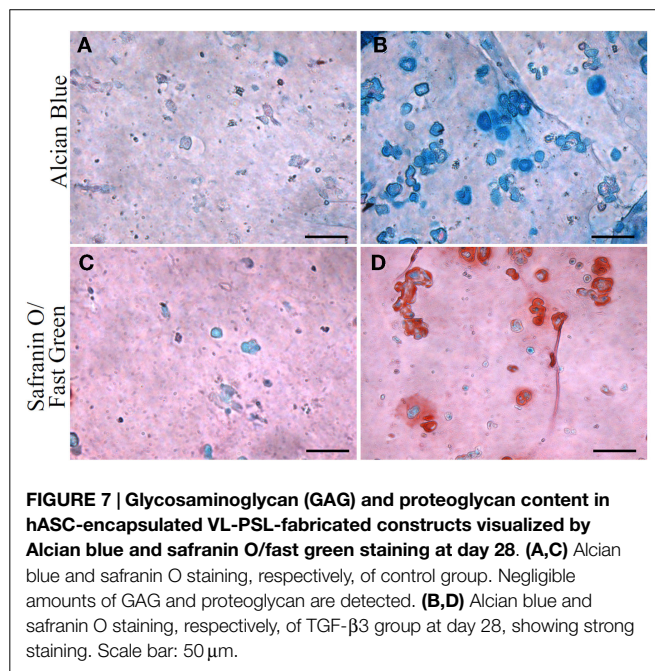 A
B
Alcian Blue
C
D
Safranin O/
Fast Green
FIGURE 7 | Glycosaminoglycan (GAG) and proteoglycan content in
hASC-encapsulated VL-PSL-fabricated constructs visualized by
Alcian blue and safranin O/fast green staining at day 28. (A,C) Alcian
blue and safranin O staining, respectively, of control group. Negligible
amounts of GAG and proteoglycan are detected. (B,D) Alcian blue and
safranin O staining, respectively, of TGF-β3 group at day 28, showing strong
staining. Scale bar: 50 μm.